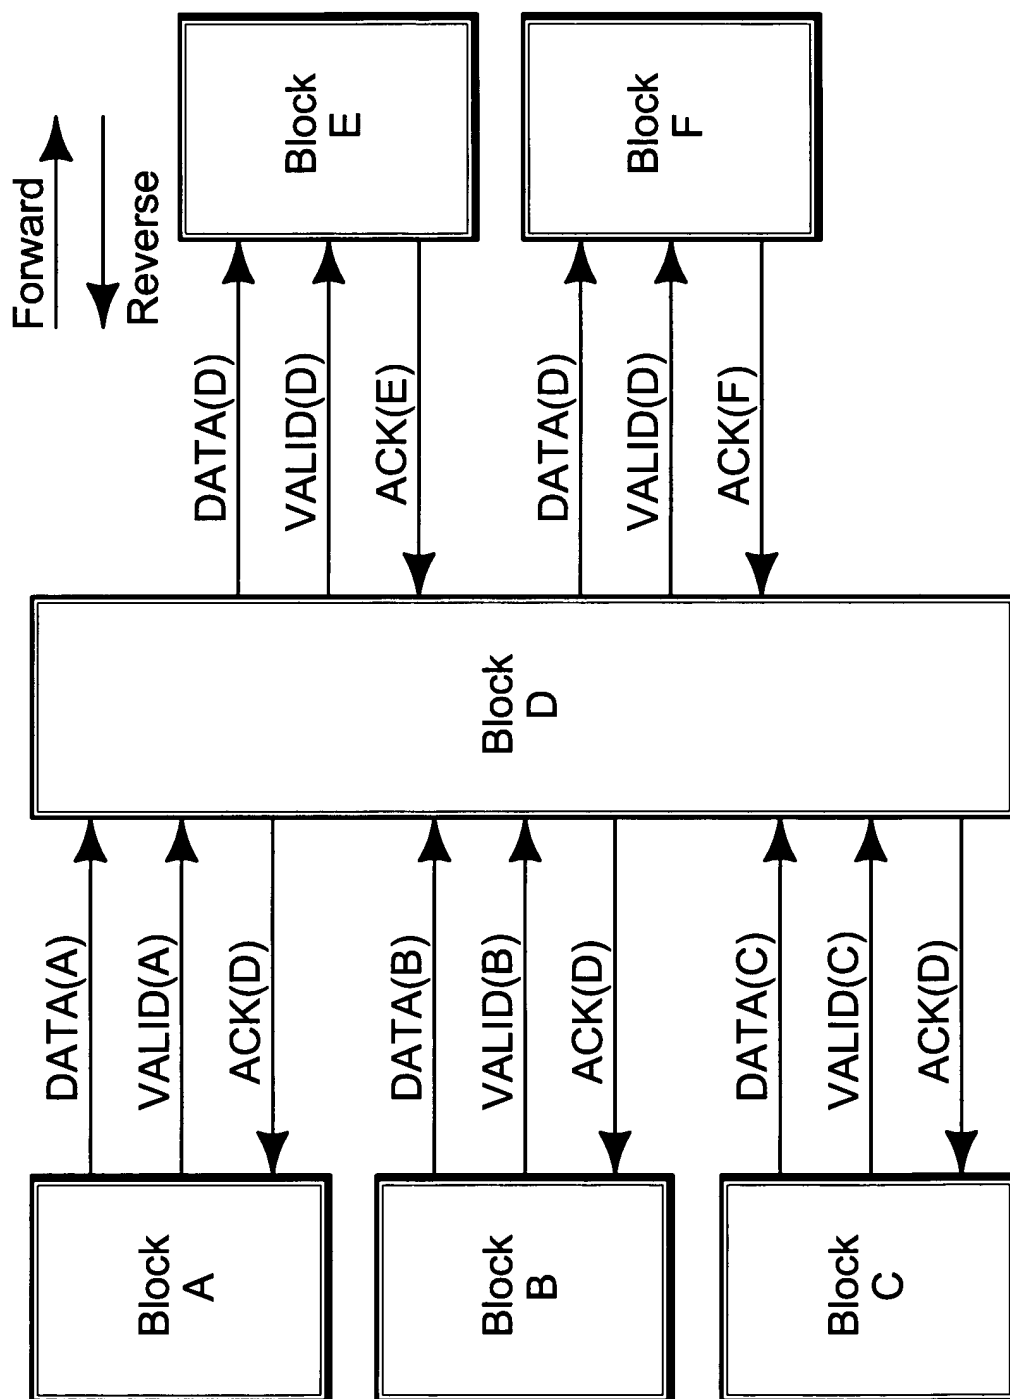 Forward
Reverse
Block
A
DATA(A)
VALID(A)
ACK(D)
Block
B
DATA(B)
VALID(B)
ACK(D)
Block
C
DATA(C)
VALID(C)
ACK(D)
Block
D
DATA(D)
VALID(D)
ACK(E)
Block
E
DATA(D)
VALID(D)
ACK(F)
Block
F